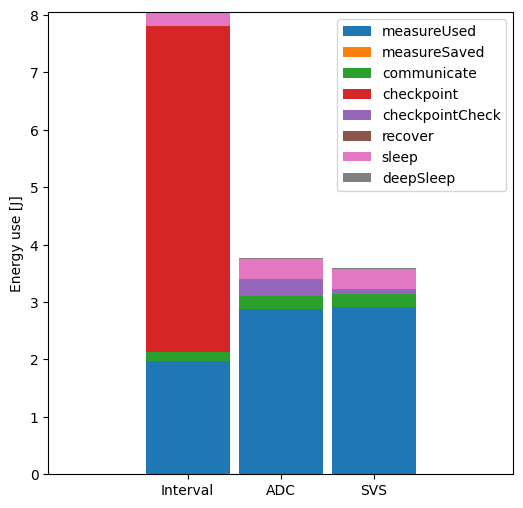 8
7
6
5
4
3
2
1
0
Energy use [J]
measureUsed
measureSaved
communicate
checkpoint
checkpointCheck
recover
sleep
deepSleep
Interval ADC SVS